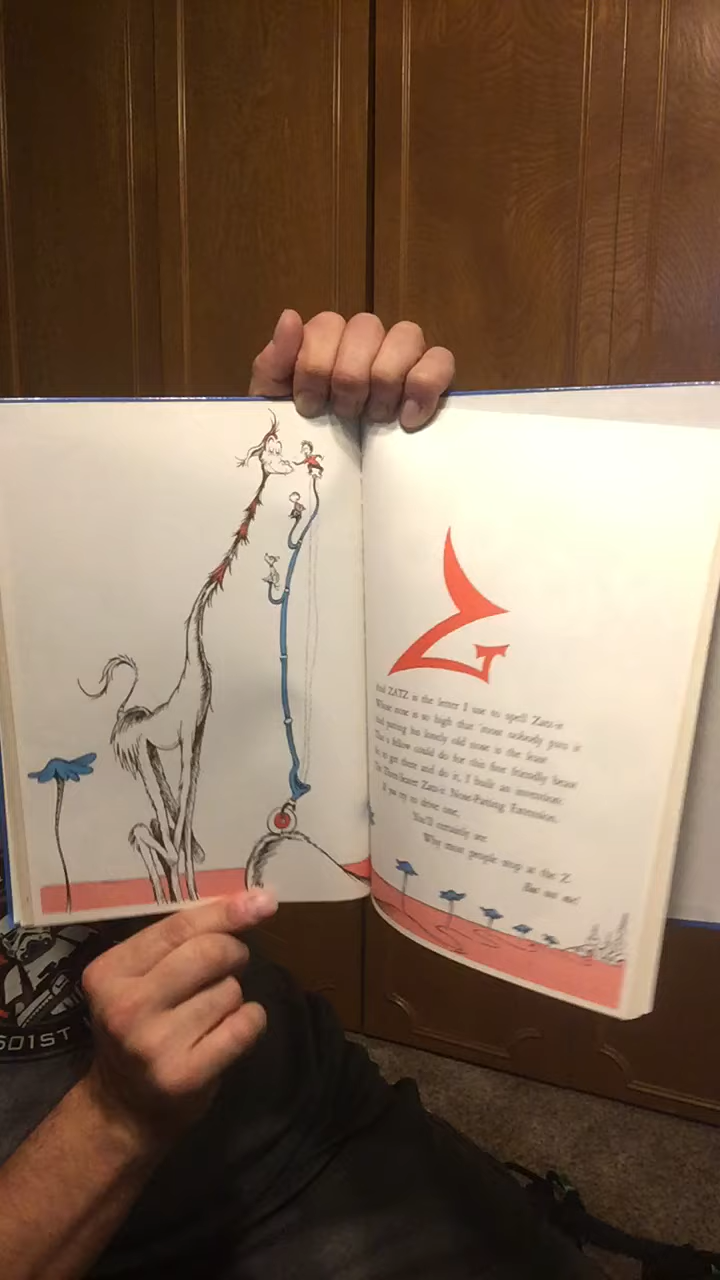 And ZATZ is the letter I use to spell Zatz-it
Whose nose is so high that 'most nobody pats it
And patting his lonely old nose is the least
That a fellow could do for this fine friendly beast
So, to get there and do it, I built an invention:
The Three-Seater Zatz-it Nose-Patting Extension.
If you try to drive one,
You'll certainly see
Why most people stop at the Z
But not me!
501ST